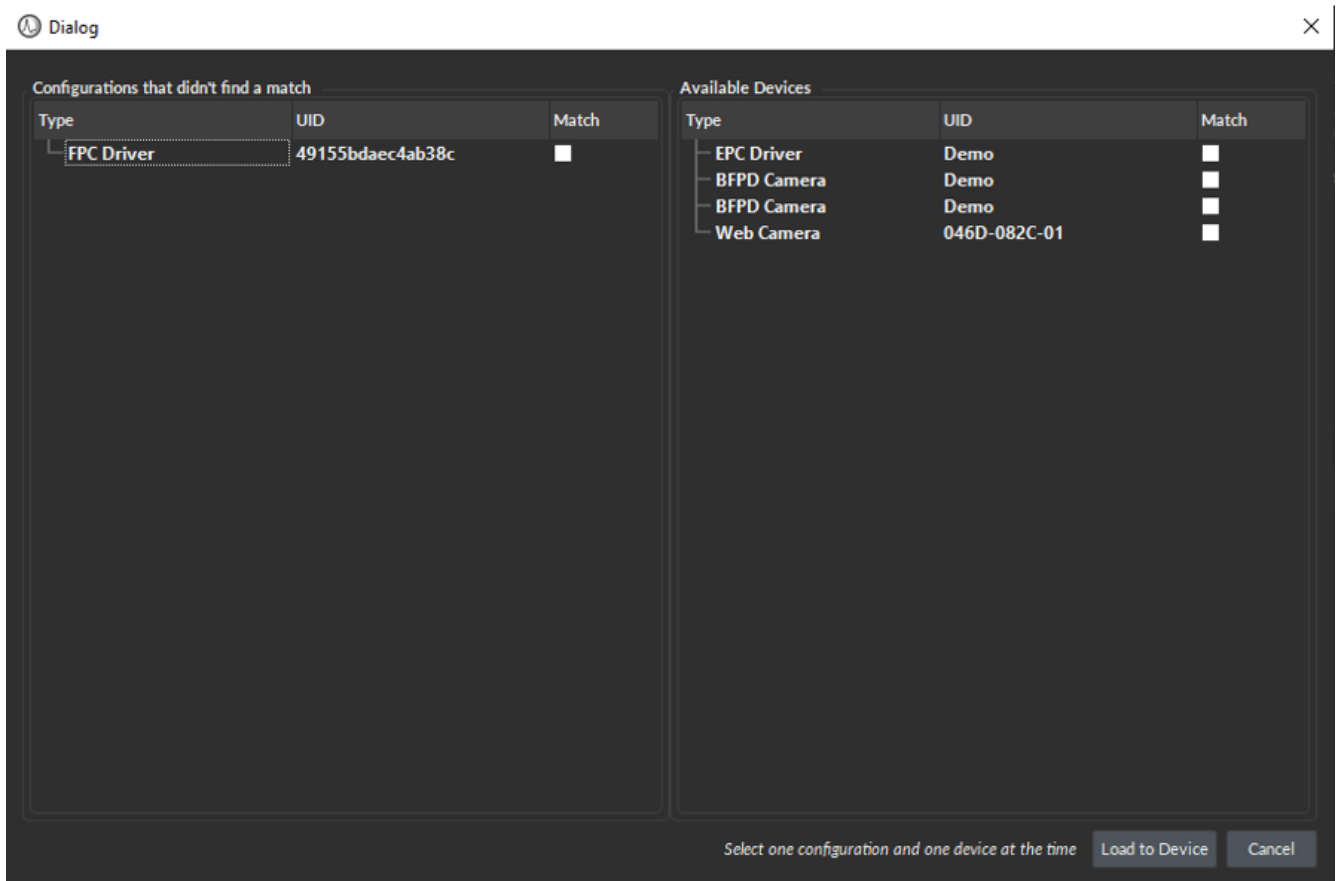 Dialog
Configurations that didn't find a match
Type UID Match
FPC Driver 49155bdaec4ab38c
Available Devices
Type UID Match
EPC Driver Demo
BFPD Camera Demo
BFPD Camera Demo
Web Camera 046D-082C-01
Select one configuration and one device at the time Load to Device Cancel